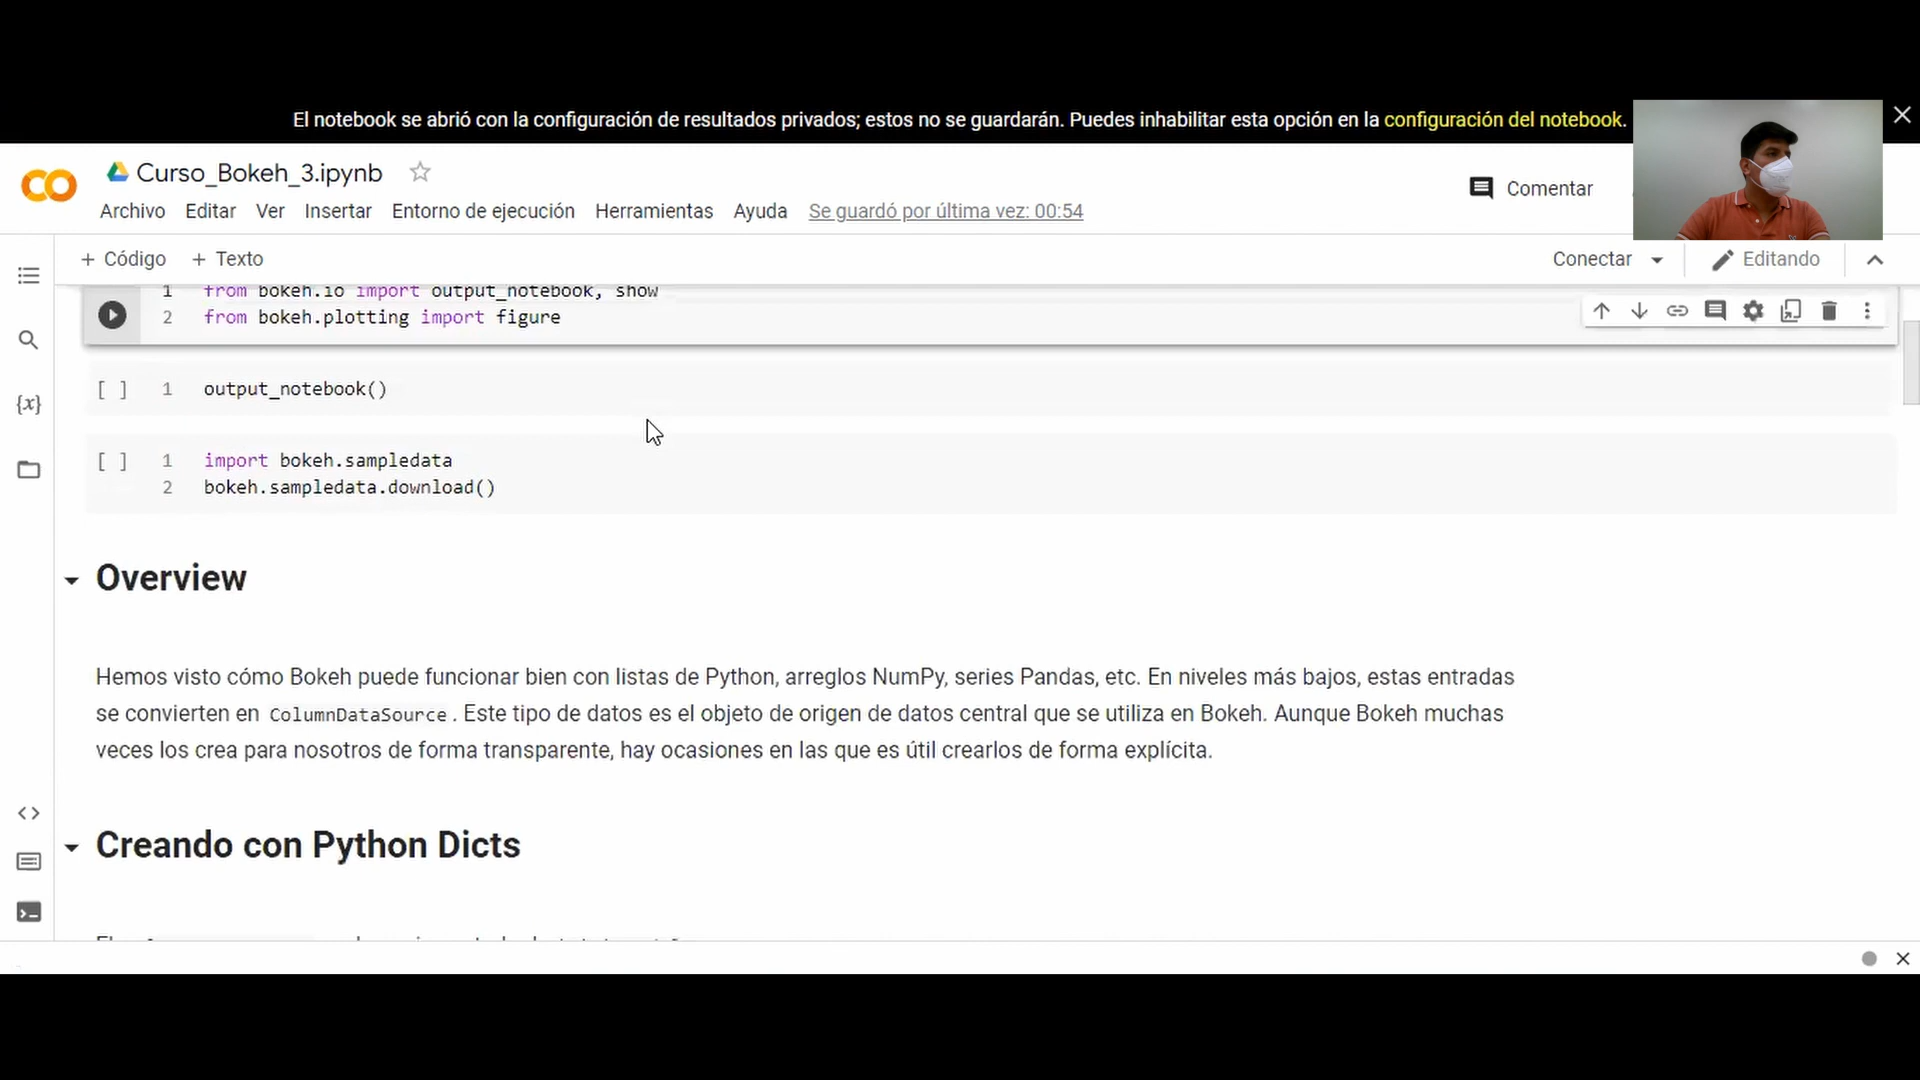 El notebook se abrió con la configuración de resultados privados; estos no se guardarán. Puedes inhabilitar esta opción en la configuración del notebook.
Curso_Bokeh_3.ipynb
Comentar
Archivo Editar Ver Insertar Entorno de ejecución Herramientas Ayuda Se guardó por última vez: 00:54
+ Código + Texto
Conectar
Editando
1 from bokeh.io import output_notebook, show
2 from bokeh.plotting import figure
[ ] 1 output_notebook()
{x}
[ ] 1 import bokeh.sampledata
2 bokeh.sampledata.download()
Overview
Hemos visto cómo Bokeh puede funcionar bien con listas de Python, arreglos NumPy, series Pandas, etc. En niveles más bajos, estas entradas
se convierten en ColumnDataSource. Este tipo de datos es el objeto de origen de datos central que se utiliza en Bokeh. Aunque Bokeh muchas
veces los crea para nosotros de forma transparente, hay ocasiones en las que es útil crearlos de forma explícita.
Creando con Python Dicts